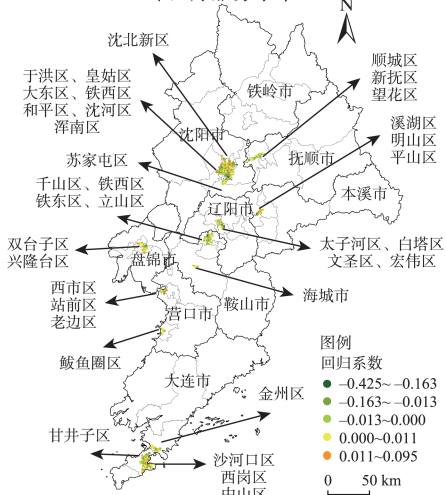 N
沈北新区
于洪区、皇姑区
大东区、铁西区
和平区、沈河区
浑南区
顺城区
新抚区
望花区
铁岭市
沈阳市
抚顺市
溪湖区
明山区
平山区
苏家屯区
千山区、铁西区
铁东区、立山区
本溪市
辽阳市
双台子区
兴隆台区
盘锦市
太子河区、白塔区
文圣区、宏伟区
西市区
站前区
老边区
营口市
鞍山市
海城市
鲅鱼圈区
大连市
金州区
甘井子区
沙河口区
西岗区
图例
回归系数
−0.425~−0.163
−0.163~−0.013
−0.013~0.000
0.000~0.011
0.011~0.095
0 50 km